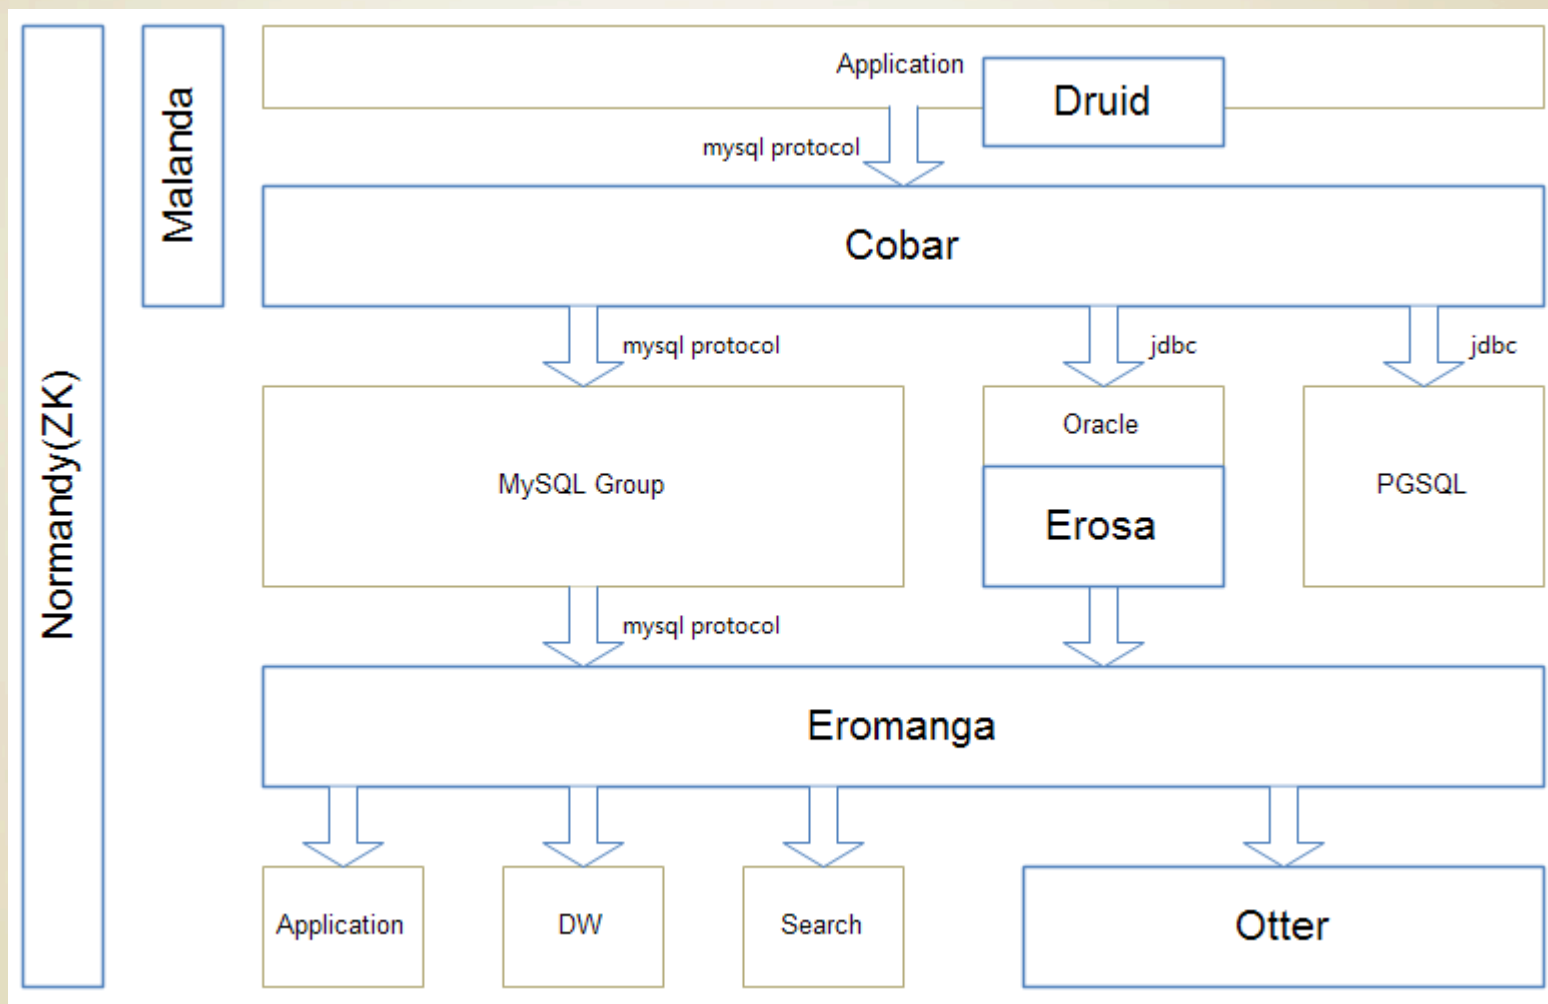 Normandy(ZK)
Malanda
Application
Druid
mysql protocol
Cobar
mysql protocol
jdbc
jdbc
MySQL Group
Oracle
Erosa
PGSQL
mysql protocol
Eromanga
Application
DW
Search
Otter